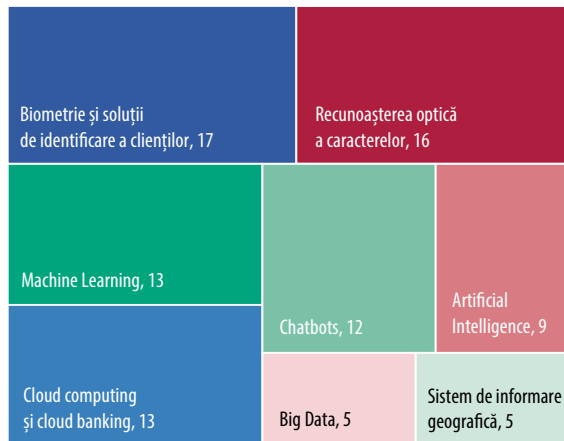 Biometrie și soluții
de identificare a clienților, 17
Recunoașterea optică
a caracterelor, 16
Machine Learning, 13
Chatbots, 12
Artificial
Intelligence, 9
Cloud computing
și cloud banking, 13
Big Data, 5
Sistem de informare
geografică, 5